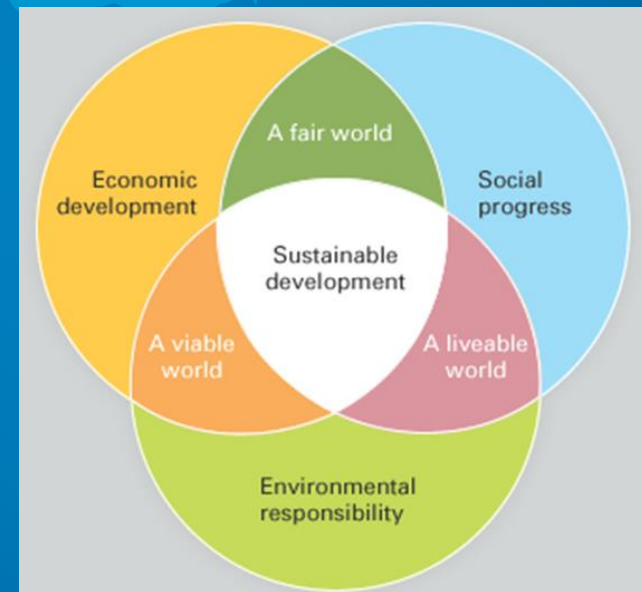 A fair world
Economic
development
Social
progress
Sustainable
development
A viable
world
A liveable
world
Environmental
responsibility